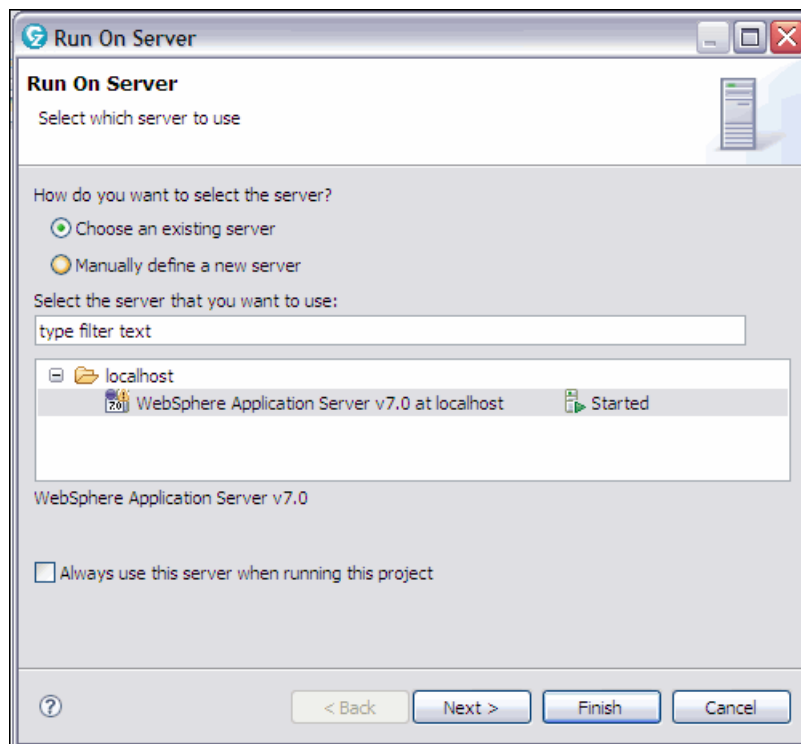 Run On Server
Run On Server
Select which server to use
How do you want to select the server?
Choose an existing server
Manually define a new server
Select the server that you want to use:
type filter text
localhost
WebSphere Application Server v7.0 at localhost Started
WebSphere Application Server v7.0
Always use this server when running this project
< Back Next > Finish Cancel